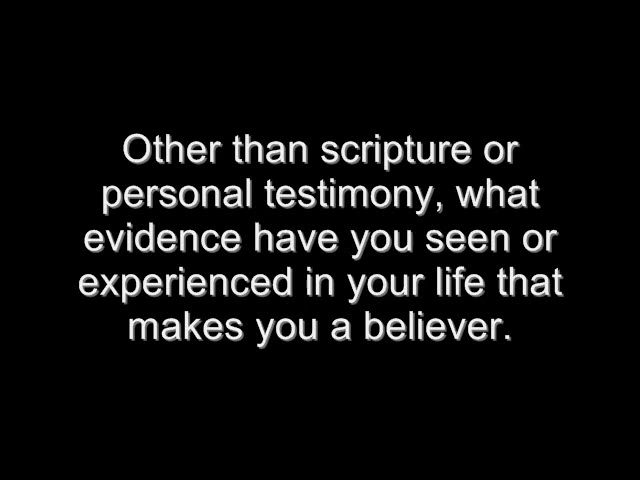 Other than scripture or
personal testimony, what
evidence have you seen or
experienced in your life that
makes you a believer.